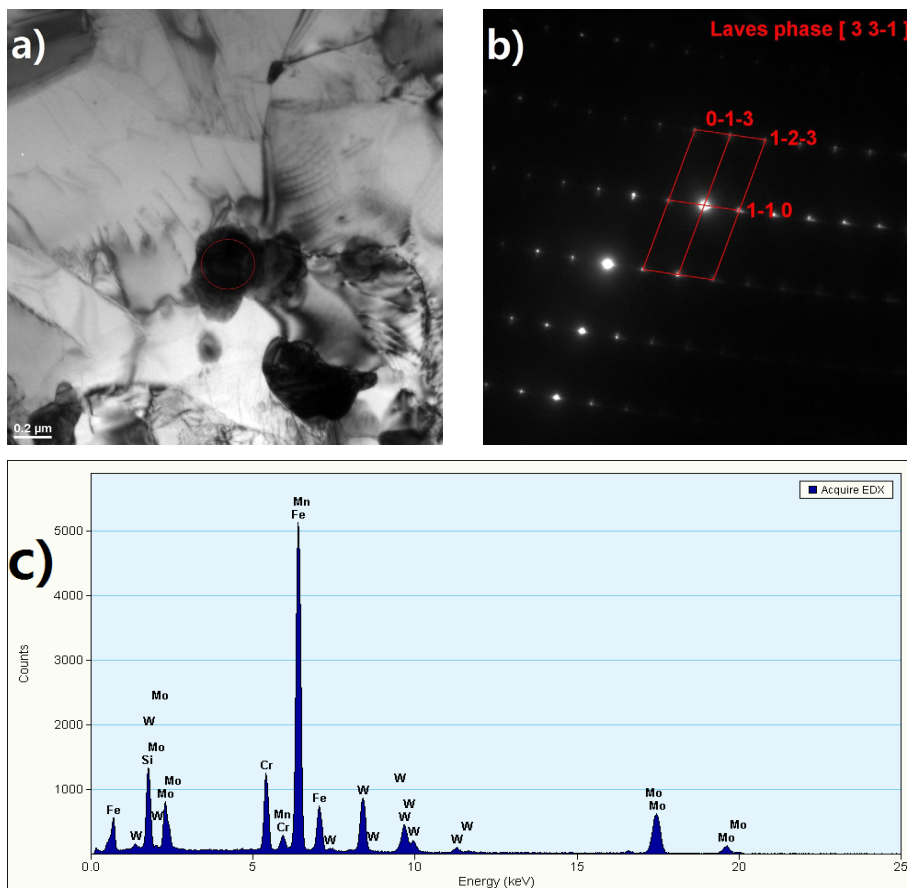 a)
0.2 µm
b)
Laves phase [ 3 3-1 ]
0-1-3
1-2-3
1-1 0
c)
Acquire EDX
Counts
5000
4000
3000
2000
1000
0
Mn
Fe
Mo
W
Mo
Si
Mo
W
Mo
Fe
W
Cr
Mn
Cr
Fe
W
W
W
W
W
W
W
W
W
Mo
Mo
Mo
Mo
0.0
5
10
15
20
25
Energy (keV)